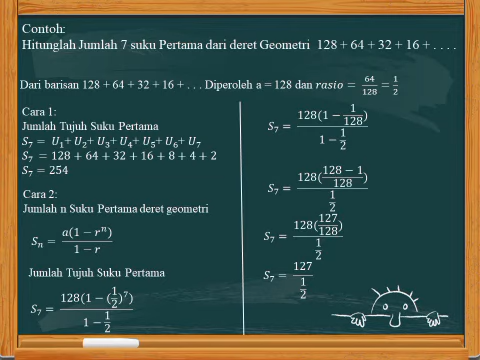 Contoh:
Hitunglah Jumlah 7 suku Pertama dari deret Geometri 128 + 64 + 32 + 16 + . . . .
Dari barisan 128 + 64 + 32 + 16 + . . . Diperoleh a = 128 dan rasio = 64/128 = 1/2
Cara 1:
Jumlah Tujuh Suku Pertama
S₇ = U₁ + U₂ + U₃ + U₄ + U₅ + U₆ + U₇
S₇ = 128 + 64 + 32 + 16 + 8 + 4 + 2
S₇ = 254
Cara 2:
Jumlah n Suku Pertama deret geometri
Sₙ = a(1 − rⁿ) / 1 − r
Jumlah Tujuh Suku Pertama
S₇ = 128(1 − (1/2)⁷) / 1 − 1/2
S₇ = 128(1 − 1/128) / 1 − 1/2
S₇ = 128(128 − 1/128) / 1/2
S₇ = 128(127/128) / 1/2
S₇ = 127 / 1/2